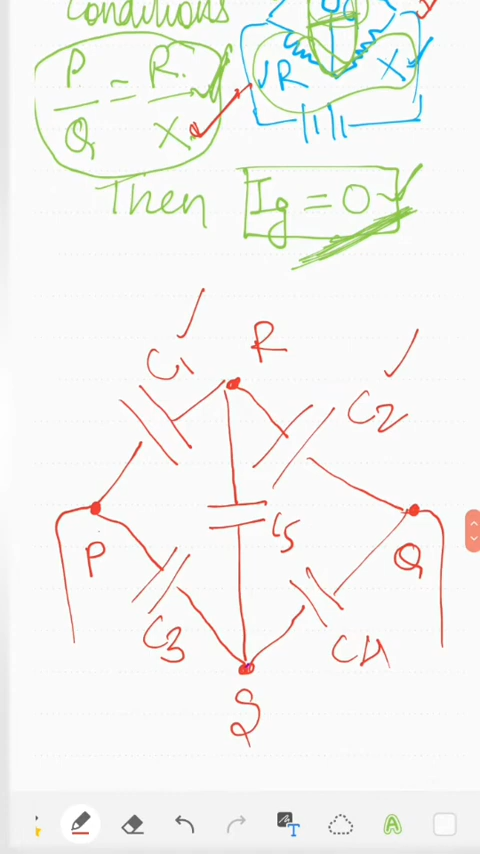 Conditions
P/Q = R/X
R X
Then Ig = 0
R
C1
C2
P
C5
Q
C3
C4
S
T
A